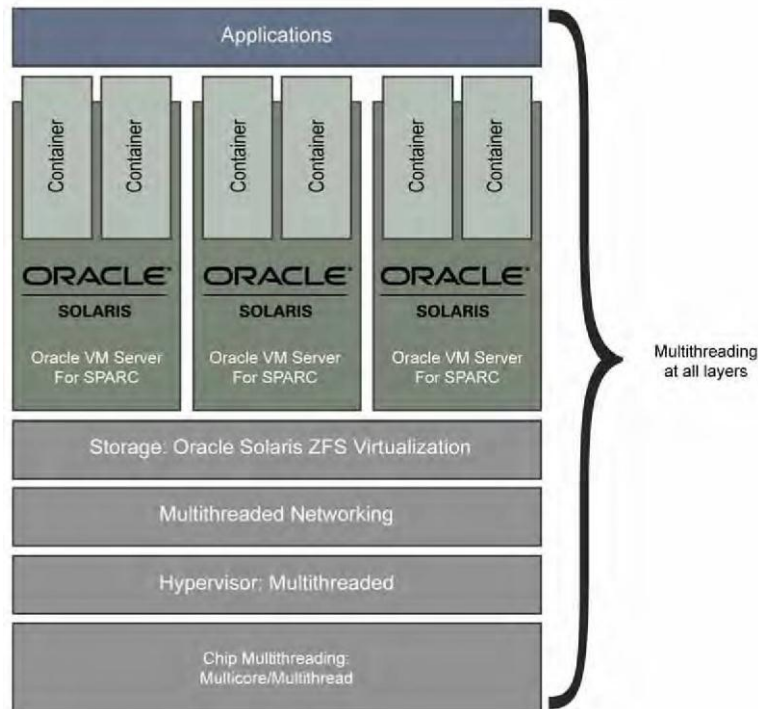 Applications
Container
Container
Container
Container
Container
Container
ORACLE
SOLARIS
Oracle VM Server
For SPARC
ORACLE
SOLARIS
Oracle VM Server
For SPARC
ORACLE
SOLARIS
Oracle VM Server
For SPARC
Storage: Oracle Solaris ZFS Virtualization
Multithreaded Networking
Hypervisor: Multithreaded
Chip Multithreading:
Multicore/Multithread
Multithreading
at all layers